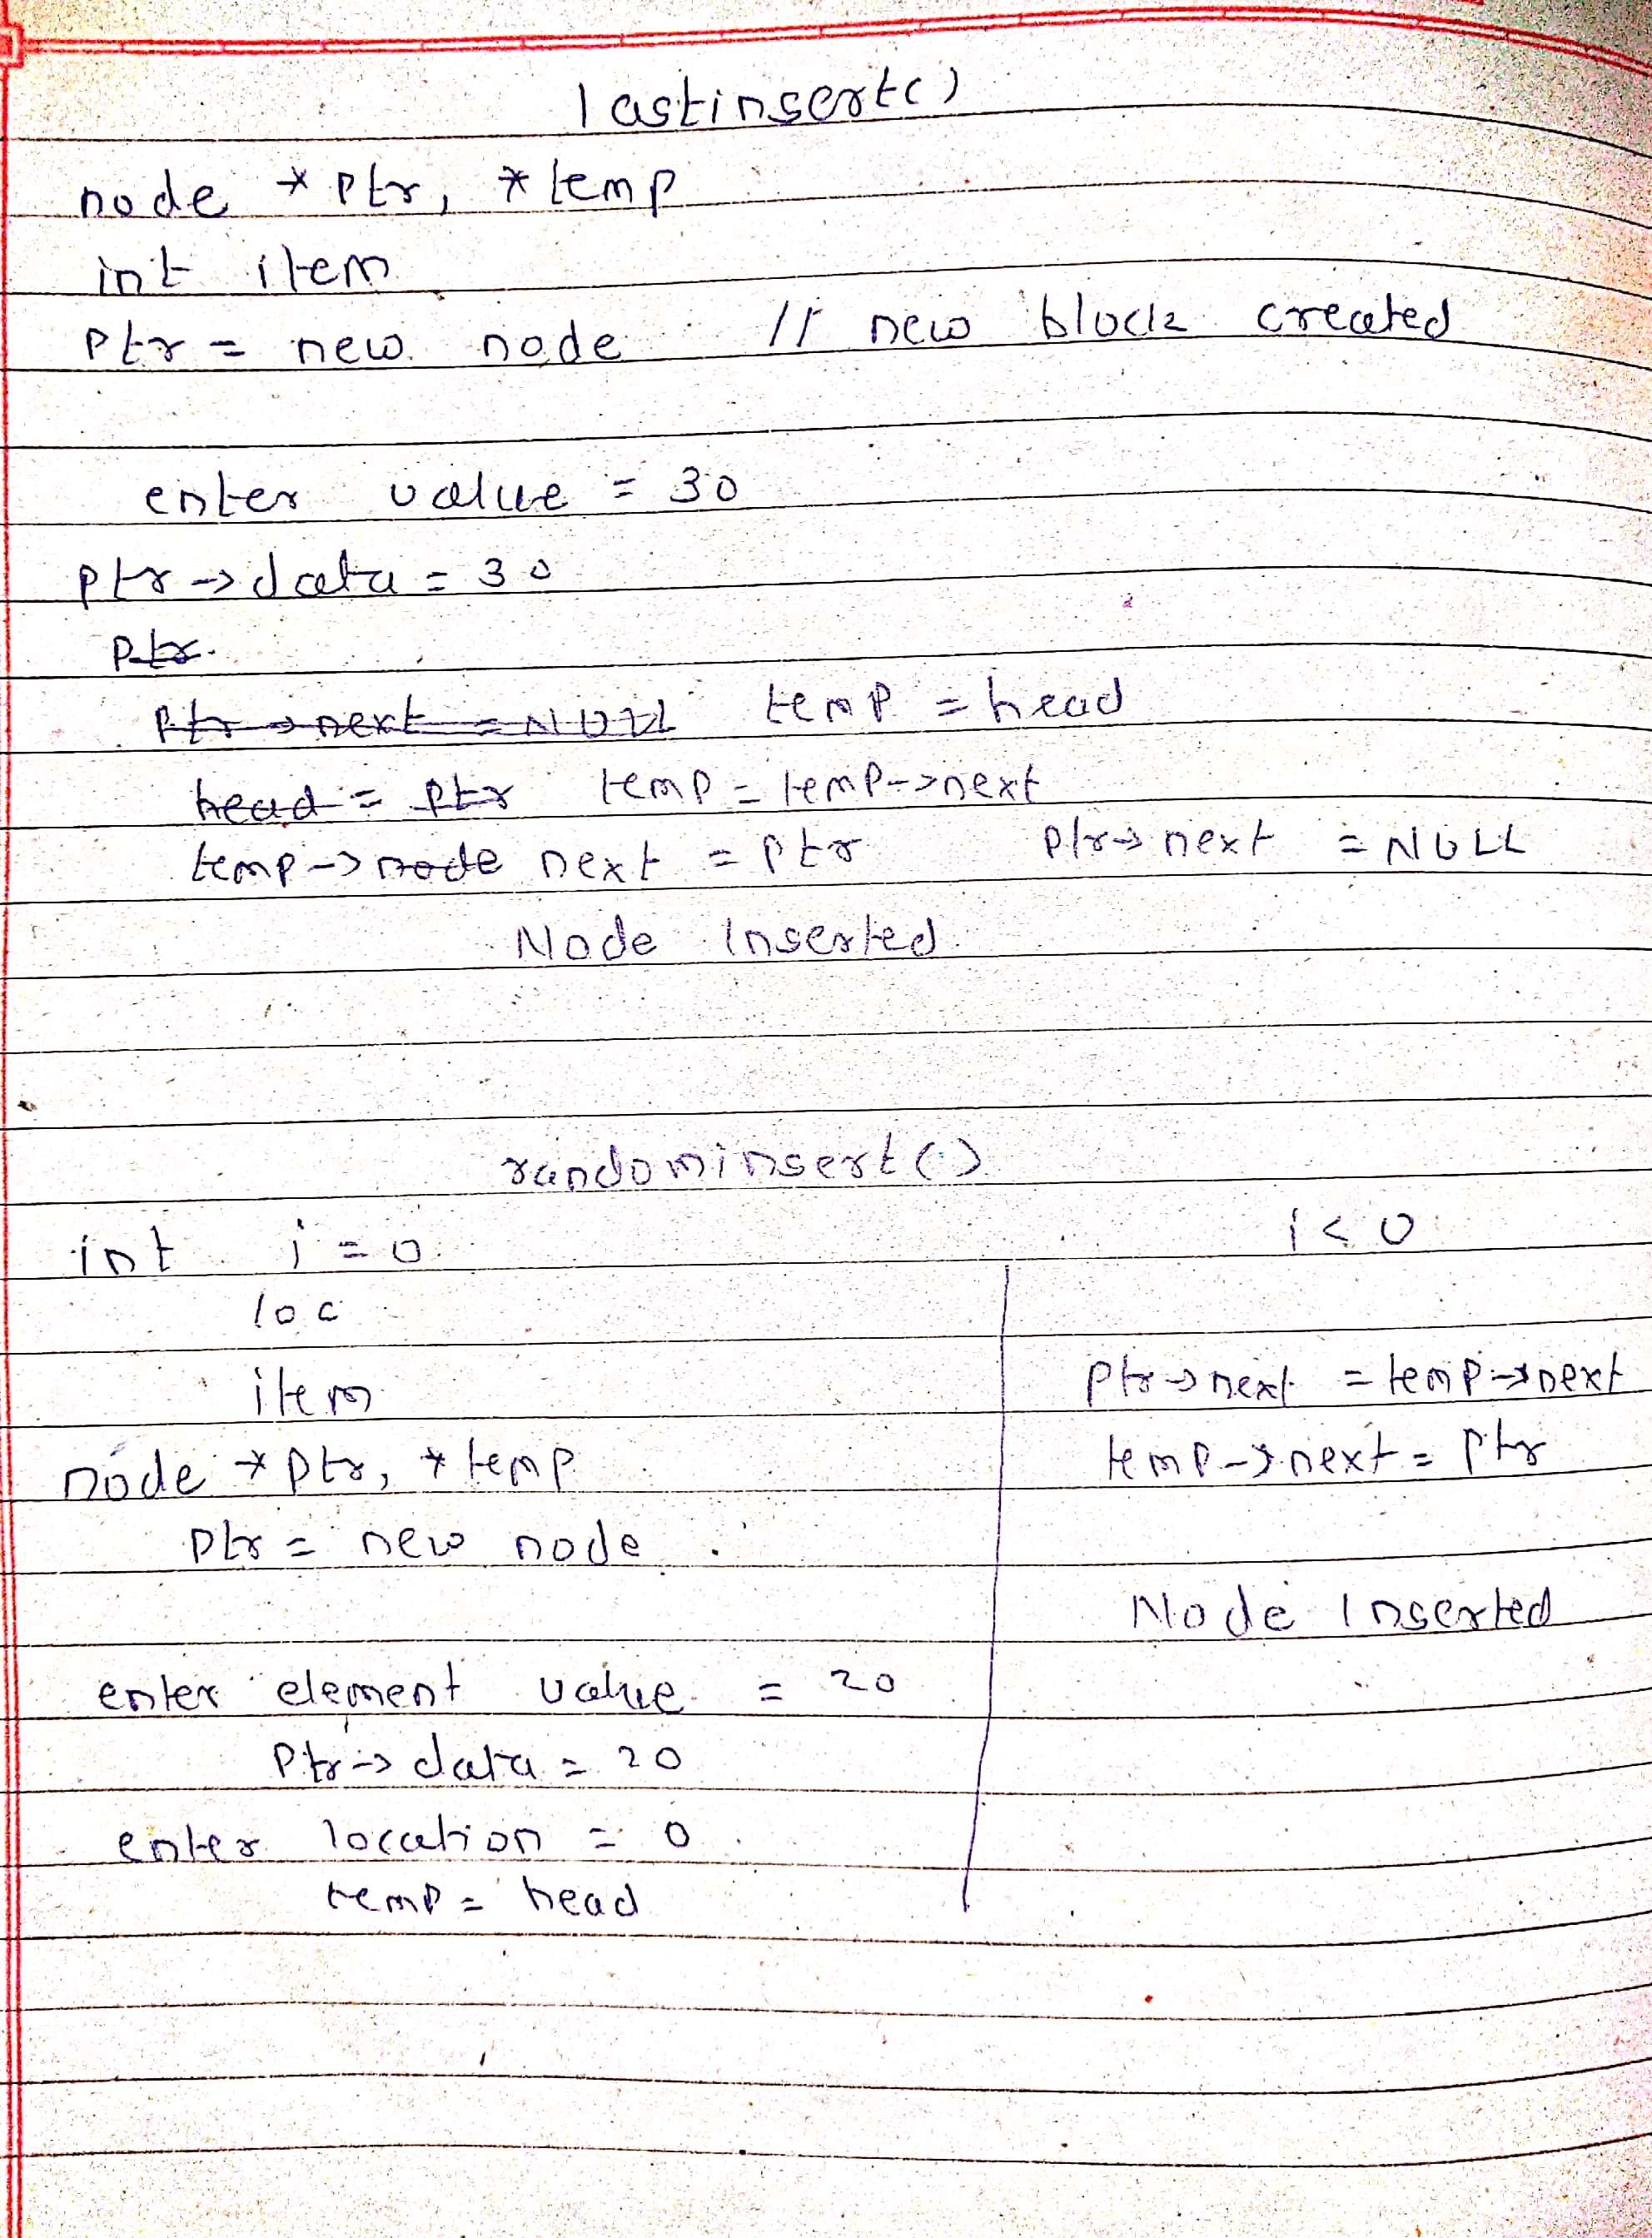 lastinsert()
node *ptr, *temp
int item
ptr = new node // new block created
enter value = 30
ptr->data = 30
ptr.
ptr->next = NULL temp = head
head = ptr temp = temp->next
temp->node next = ptr ptr->next = NULL
Node Inserted
randominsert()
int i = 0
loc
item
node *ptr, *temp
ptr = new node
enter element value = 20
ptr->data = 20
enter location = 0
temp = head
i < 0
ptr->next = temp->next
temp->next = ptr
Node Inserted